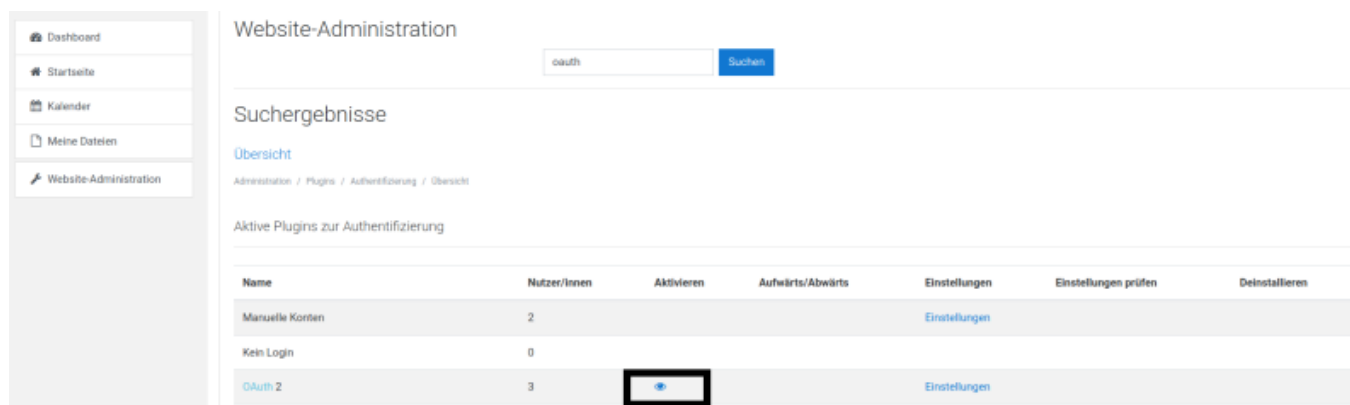 Dashboard
Startseite
Kalender
Meine Dateien
Website-Administration
Website-Administration
oauth Suchen
Suchergebnisse
Übersicht
Administration / Plugins / Authentifizierung / Übersicht
Aktive Plugins zur Authentifizierung
Name Nutzer/innen Aktivieren Aufwärts/Abwärts Einstellungen Einstellungen prüfen Deinstallieren
Manuelle Konten 2 Einstellungen
Kein Login 0
OAuth 2 3 Einstellungen